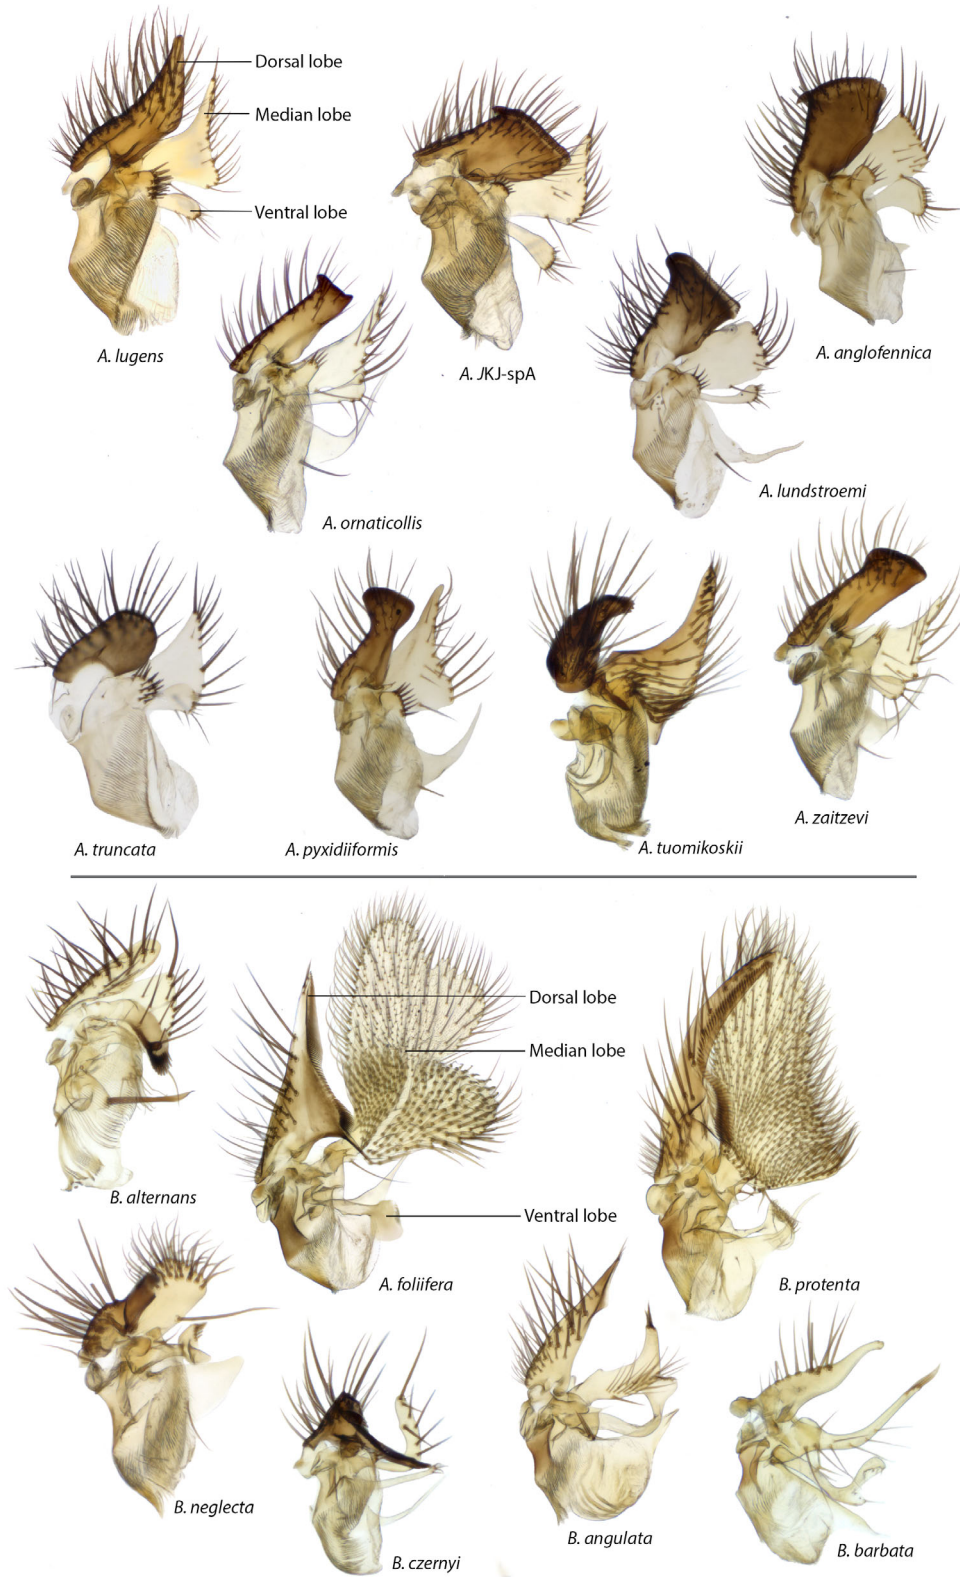 Dorsal lobe
Median lobe
Ventral lobe
A. lugens
A. JKJ-spA
A. anglofennica
A. ornaticollis
A. lundstroemi
A. truncata
A. pyxidiiformis
A. tuomikoskii
A. zaitzevi
Dorsal lobe
Median lobe
Ventral lobe
B. alternans
A. foliifera
B. protenta
B. neglecta
B. czernyi
B. angulata
B. barbata